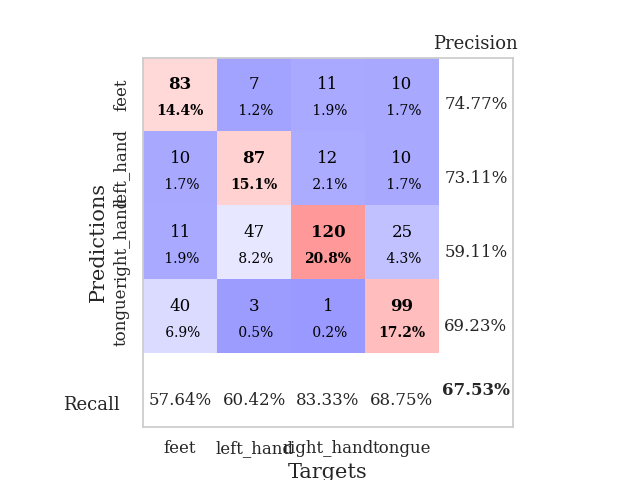 Precision
83 7 11 10
14.4% 1.2% 1.9% 1.7% 74.77%
feet
10 87 12 10
1.7% 15.1% 2.1% 1.7% 73.11%
left_hand
11 47 120 25
1.9% 8.2% 20.8% 4.3% 59.11%
right_hand
40 3 1 99
6.9% 0.5% 0.2% 17.2% 69.23%
tongue
Predictions
Recall 57.64% 60.42% 83.33% 68.75% 67.53%
feet left_hand right_hand tongue
Targets